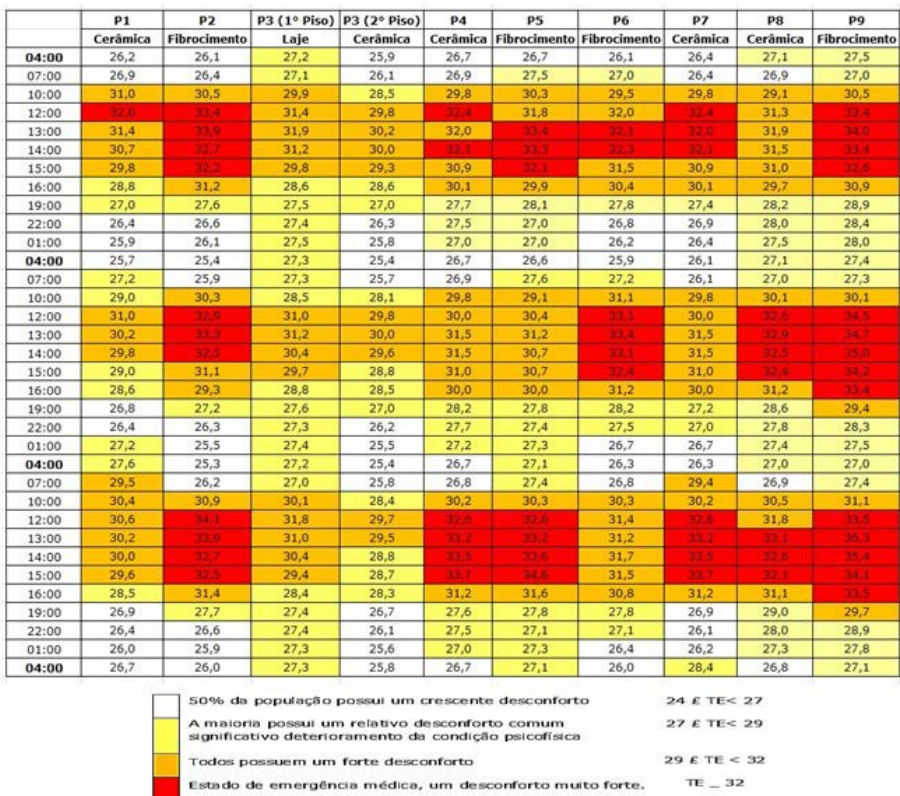 P1 P2 P3 (1° Piso) P3 (2° Piso) P4 P5 P6 P7 P8 P9
Cerâmica Fibrocimento Laje Cerâmica Cerâmica Fibrocimento Fibrocimento Cerâmica Cerâmica Fibrocimento
04:00 26,2 26,1 27,2 25,9 26,7 26,7 26,1 26,4 27,1 27,5
07:00 26,9 26,4 27,1 26,1 26,9 27,5 27,0 26,4 26,9 27,0
10:00 31,0 30,5 29,9 28,5 29,8 30,3 29,5 29,8 29,1 30,5
12:00 32,0 33,4 31,4 29,8 32,4 31,8 32,0 32,4 31,3 33,4
13:00 31,4 33,9 31,9 30,2 32,0 33,4 32,1 32,0 31,9 34,0
14:00 30,7 32,7 31,2 30,0 32,1 33,3 32,3 32,1 31,5 33,4
15:00 29,8 32,2 29,8 29,3 30,9 32,1 31,5 30,9 31,0 32,6
16:00 28,8 31,2 28,6 28,6 30,1 29,9 30,4 30,1 29,7 30,9
19:00 27,0 27,6 27,5 27,0 27,7 28,1 27,8 27,4 28,2 28,9
22:00 26,4 26,6 27,4 26,3 27,5 27,0 26,8 26,9 28,0 28,4
01:00 25,9 26,1 27,5 25,8 27,0 27,0 26,2 26,4 27,5 28,0
04:00 25,7 25,4 27,3 25,4 26,7 26,6 25,9 26,1 27,1 27,4
07:00 27,2 25,9 27,3 25,7 26,9 27,6 27,2 26,1 27,0 27,3
10:00 29,0 30,3 28,5 28,1 29,8 29,1 31,1 29,8 30,1 30,1
12:00 31,0 32,9 31,0 29,8 30,0 30,4 33,1 30,0 32,6 34,5
13:00 30,2 33,3 31,2 30,0 31,5 31,2 33,4 31,5 32,9 34,7
14:00 29,8 32,5 30,4 29,6 31,5 30,7 33,1 31,5 32,5 35,0
15:00 29,0 31,1 29,7 28,8 31,0 30,7 32,4 31,0 32,4 34,2
16:00 28,6 29,3 28,8 28,5 30,0 30,0 31,2 30,0 31,2 33,4
19:00 26,8 27,2 27,6 27,0 28,2 27,8 28,2 27,2 28,6 29,4
22:00 26,4 26,3 27,3 26,2 27,7 27,4 27,5 27,0 27,8 28,3
01:00 27,2 25,5 27,4 25,5 27,2 27,3 26,7 26,7 27,4 27,5
04:00 27,6 25,3 27,2 25,4 26,7 27,1 26,3 26,3 27,0 27,0
07:00 29,5 26,2 27,0 25,8 26,8 27,4 26,8 29,4 26,9 27,4
10:00 30,4 30,9 30,1 28,4 30,2 30,3 30,3 30,2 30,5 31,1
12:00 30,6 34,1 31,8 29,7 32,6 32,6 31,4 32,6 31,8 33,5
13:00 30,2 33,9 31,0 29,5 33,2 33,2 31,2 33,2 33,1 36,3
14:00 30,0 32,7 30,4 28,8 33,5 33,6 31,7 33,5 32,6 35,4
15:00 29,6 32,5 29,4 28,7 33,7 34,6 31,5 33,7 32,1 34,1
16:00 28,5 31,4 28,4 28,3 31,2 31,6 30,8 31,2 31,1 33,5
19:00 26,9 27,7 27,4 26,7 27,6 27,8 27,8 26,9 29,0 29,7
22:00 26,4 26,6 27,4 26,1 27,5 27,1 27,1 26,1 28,0 28,9
01:00 26,0 25,9 27,3 25,6 27,0 27,3 26,4 26,2 27,3 27,8
04:00 26,7 26,0 27,3 25,8 26,7 27,1 26,0 28,4 26,8 27,1
50% da população possui um crescente desconforto 24 £ TE< 27
A maioria possui um relativo desconforto comum 27 £ TE< 29
significativo deterioramento da condição psicofísica
Todos possuem um forte desconforto 29 £ TE < 32
Estado de emergência médica, um desconforto muito forte. TE _ 32